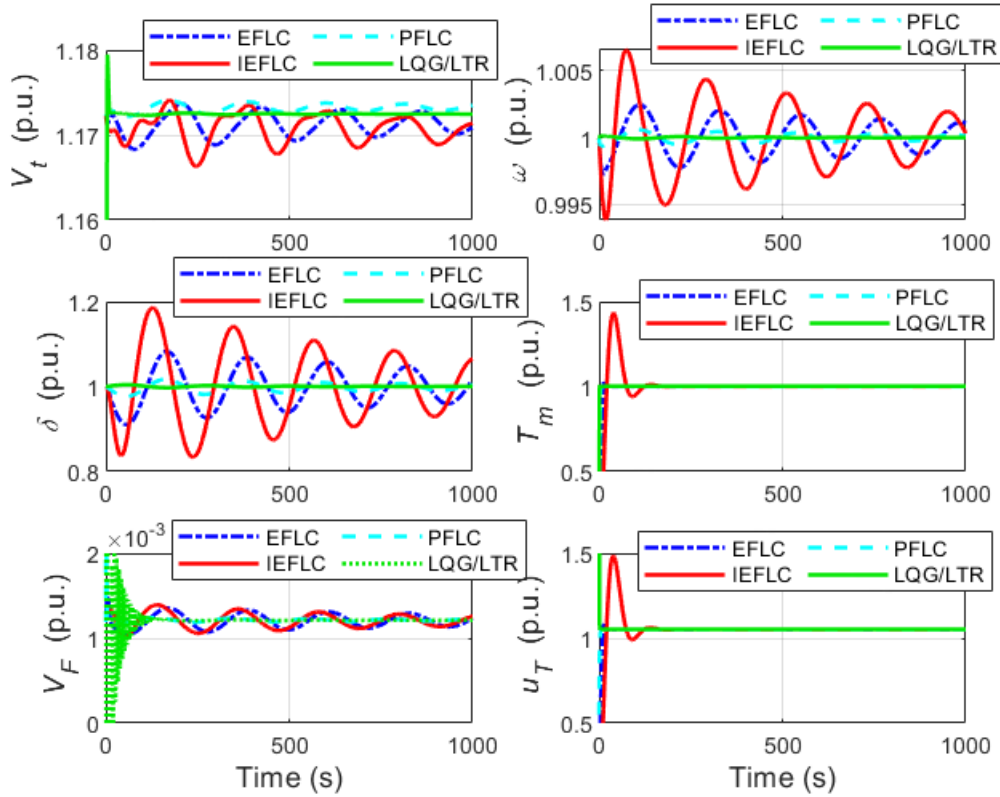 EFLC PFLC
IEFLC LQG/LTR
1.18
1.17
1.16
V_t (p.u.)
0 500 1000
EFLC PFLC
IEFLC LQG/LTR
1.005
1
0.995
ω (p.u.)
0 500 1000
EFLC PFLC
IEFLC LQG/LTR
1.2
1
0.8
δ (p.u.)
0 500 1000
EFLC PFLC
IEFLC LQG/LTR
1.5
1
0.5
T_m (p.u.)
0 500 1000
×10^-3
EFLC PFLC
IEFLC LQG/LTR
2
1
0
V_F (p.u.)
0 500 1000
Time (s)
EFLC PFLC
IEFLC LQG/LTR
1.5
1
0.5
u_T (p.u.)
0 500 1000
Time (s)